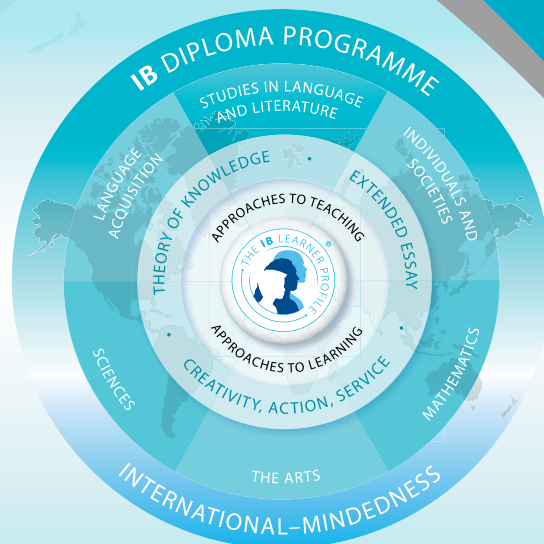 IB DIPLOMA PROGRAMME
STUDIES IN LANGUAGE
AND LITERATURE
LANGUAGE
ACQUISITION
INDIVIDUALS AND
SOCIETIES
THEORY OF KNOWLEDGE
EXTENDED ESSAY
APPROACHES TO TEACHING
THE IB LEARNER PROFILE
®
APPROACHES TO LEARNING
CREATIVITY, ACTION, SERVICE
SCIENCES
MATHEMATICS
THE ARTS
INTERNATIONAL–MINDEDNESS